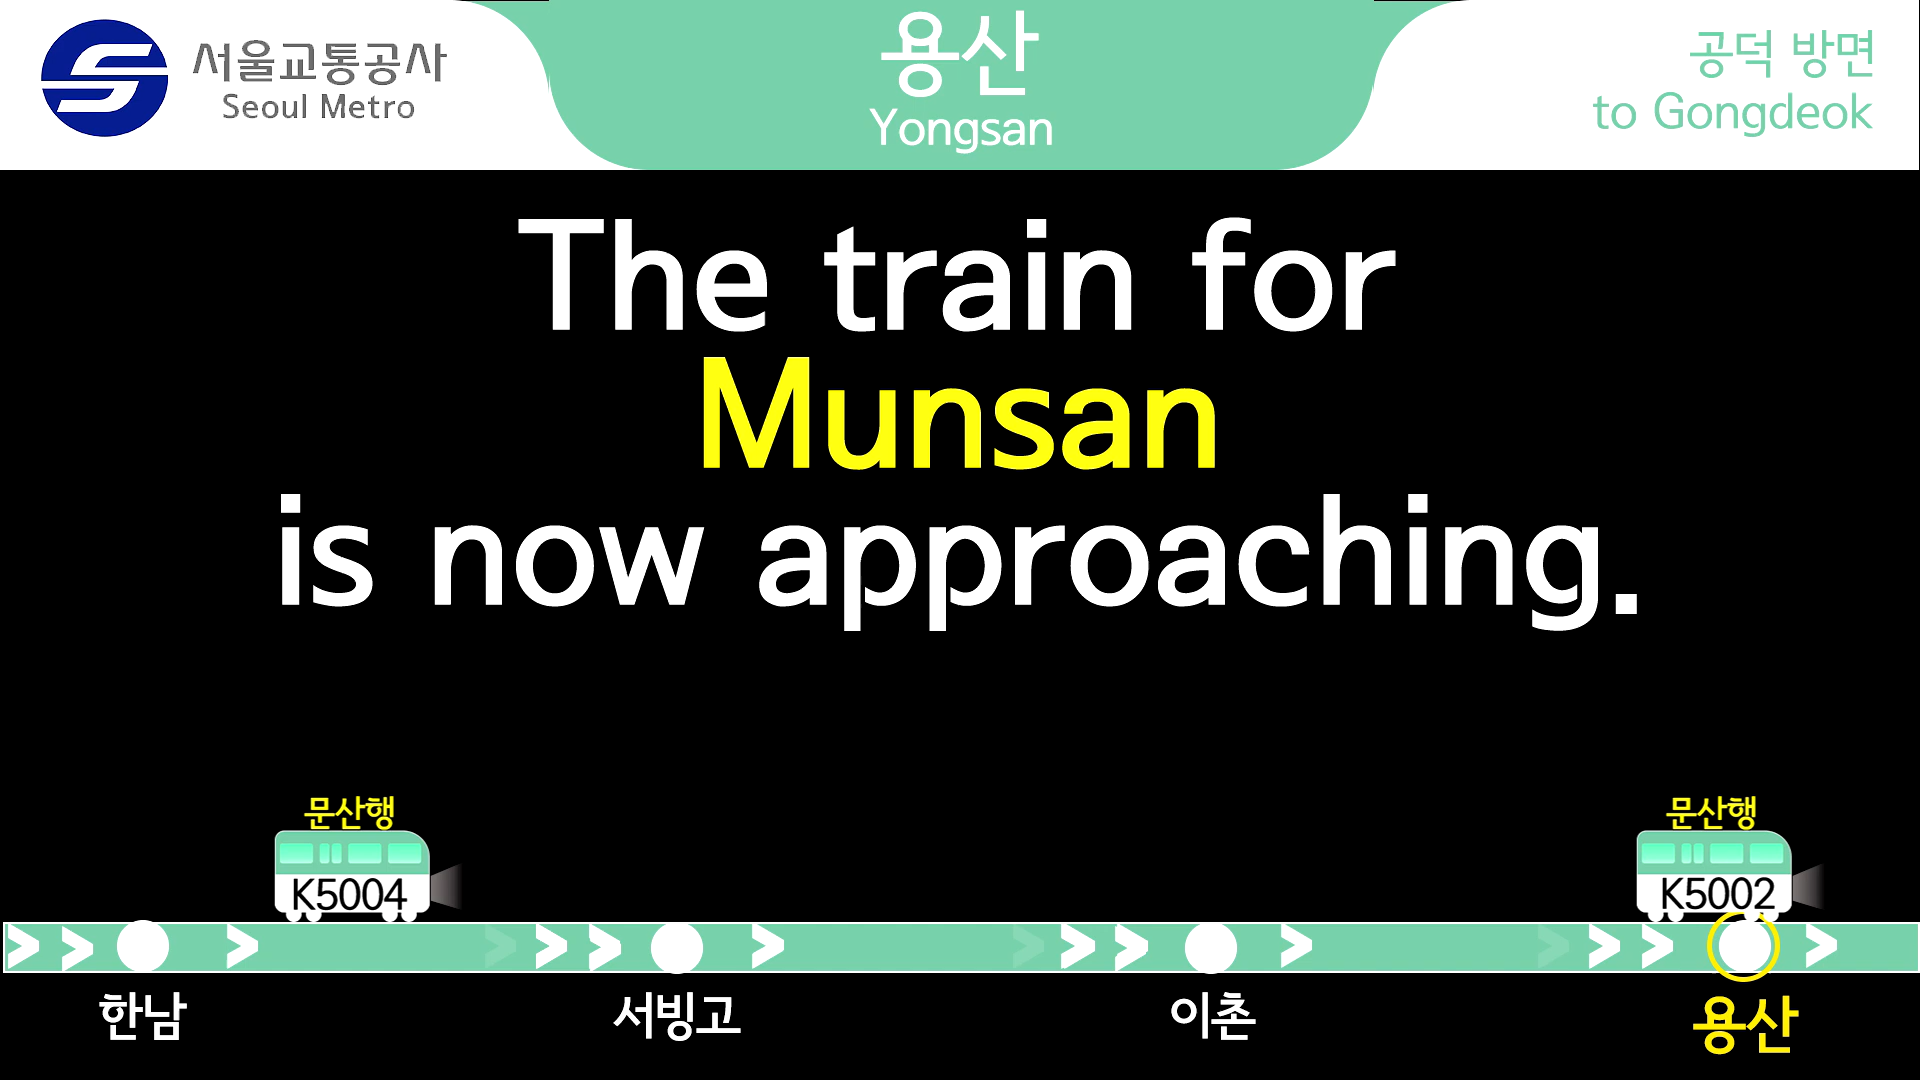 서울교통공사
Seoul Metro
용산
Yongsan
공덕 방면
to Gongdeok
The train for
Munsan
is now approaching.
문산행
K5004
문산행
K5002
한남
서빙고
이촌
용산